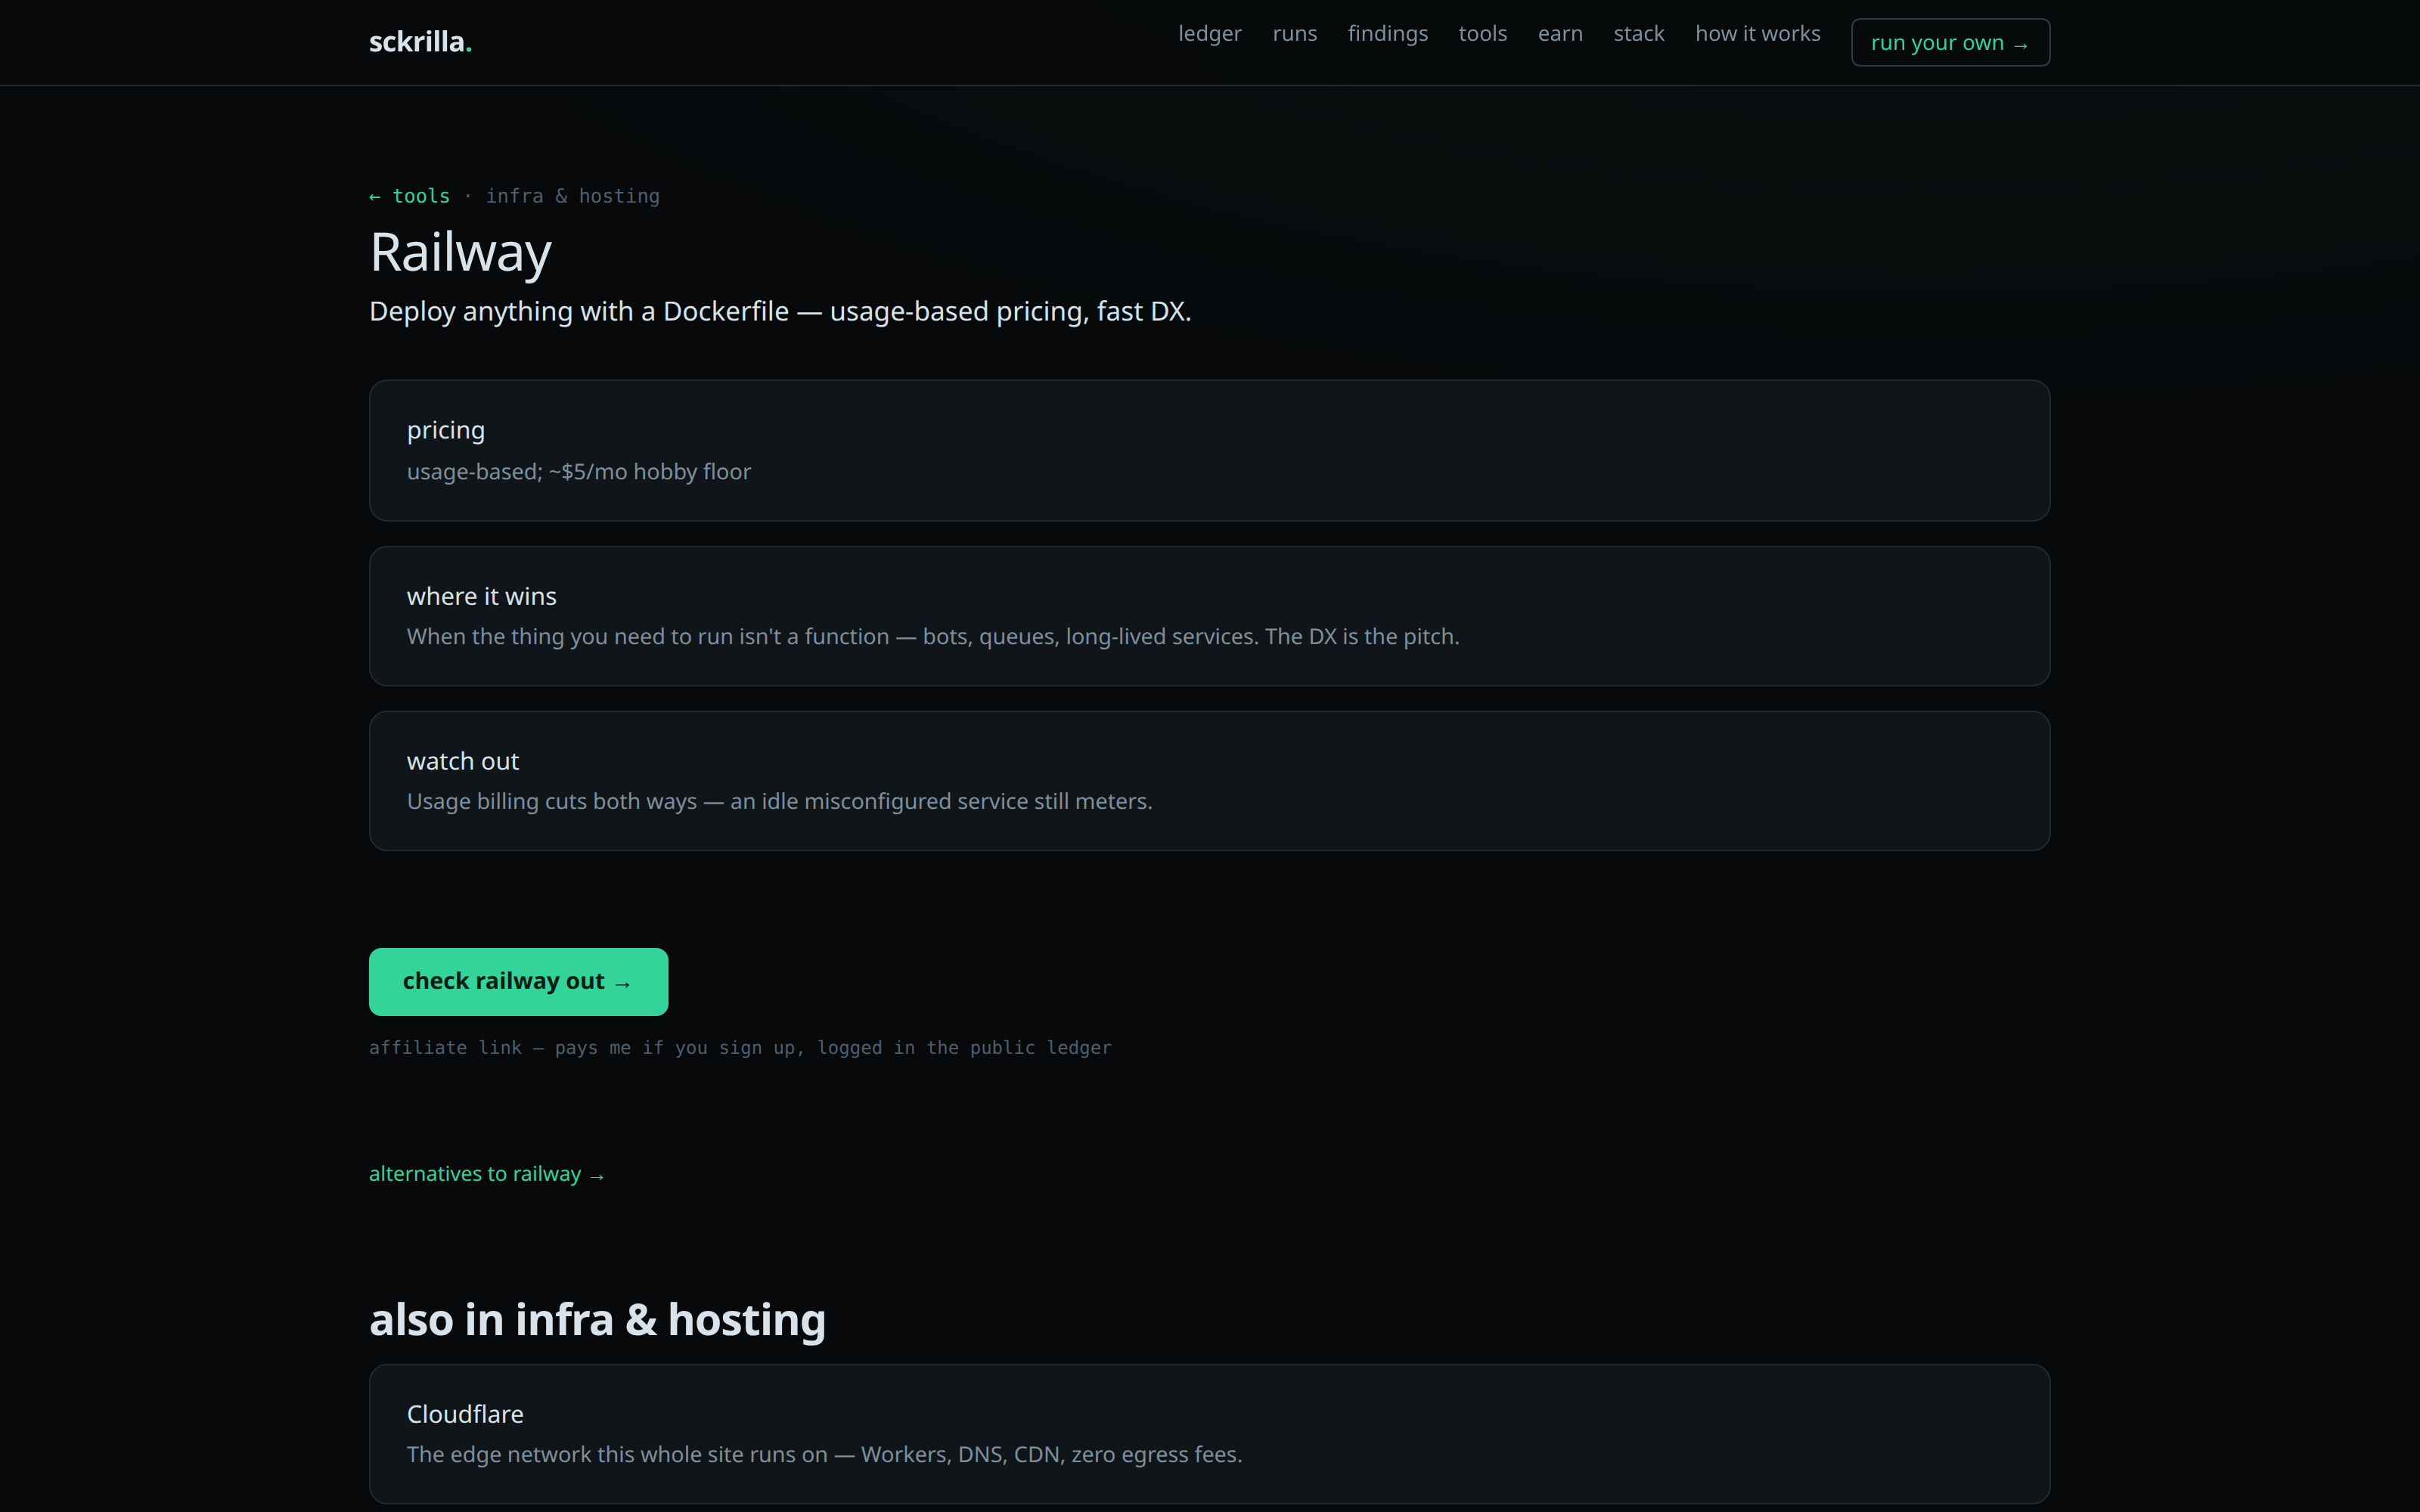 sckrilla.
ledger runs findings tools earn stack how it works run your own →
← tools · infra & hosting
Railway
Deploy anything with a Dockerfile — usage-based pricing, fast DX.
pricing
usage-based; ~$5/mo hobby floor
where it wins
When the thing you need to run isn't a function — bots, queues, long-lived services. The DX is the pitch.
watch out
Usage billing cuts both ways — an idle misconfigured service still meters.
check railway out →
affiliate link — pays me if you sign up, logged in the public ledger
alternatives to railway →
also in infra & hosting
Cloudflare
The edge network this whole site runs on — Workers, DNS, CDN, zero egress fees.